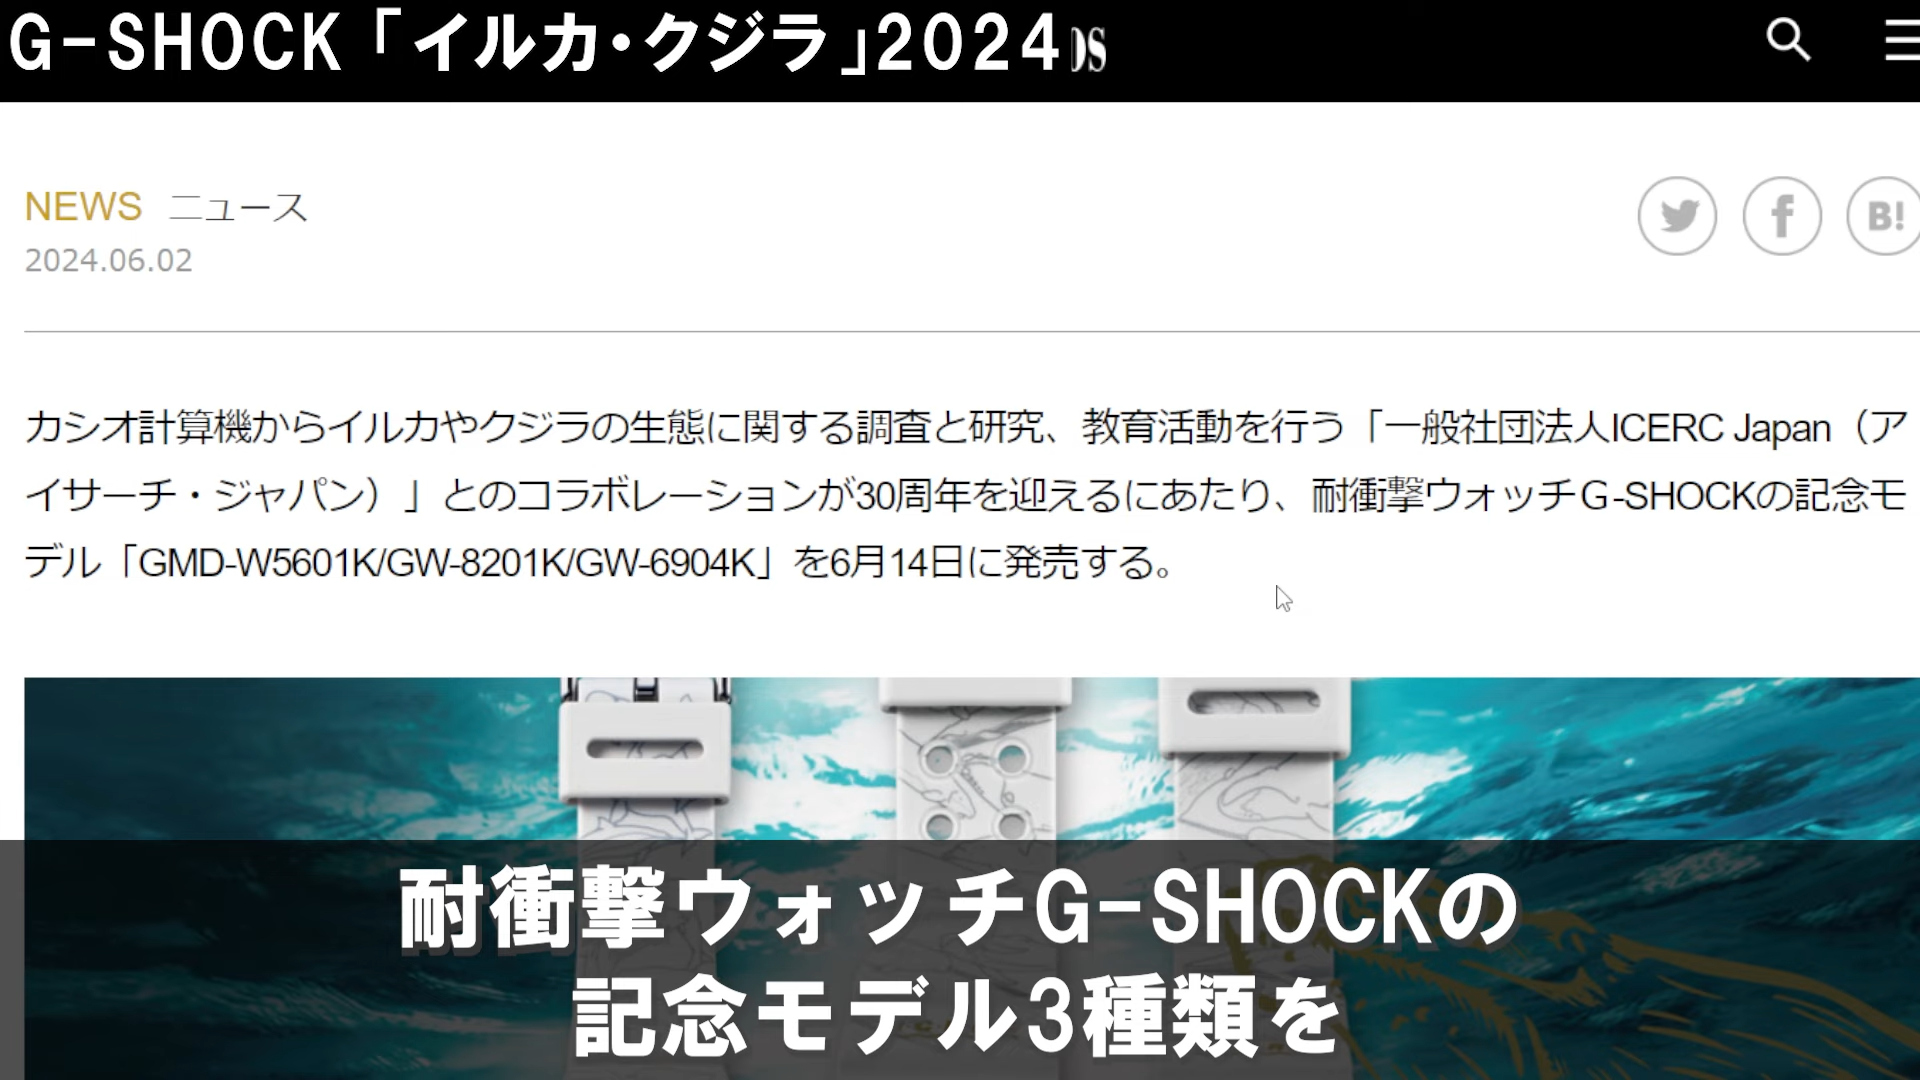 G-SHOCK「イルカ・クジラ」2024
NEWS ニュース
2024.06.02
B!
カシオ計算機からイルカやクジラの生態に関する調査と研究、教育活動を行う「一般社団法人ICERC Japan（ア
イサーチ・ジャパン）」とのコラボレーションが30周年を迎えるにあたり、耐衝撃ウォッチG-SHOCKの記念モ
デル「GMD-W5601K/GW-8201K/GW-6904K」を6月14日に発売する。
耐衝撃ウォッチG-SHOCKの
記念モデル3種類を